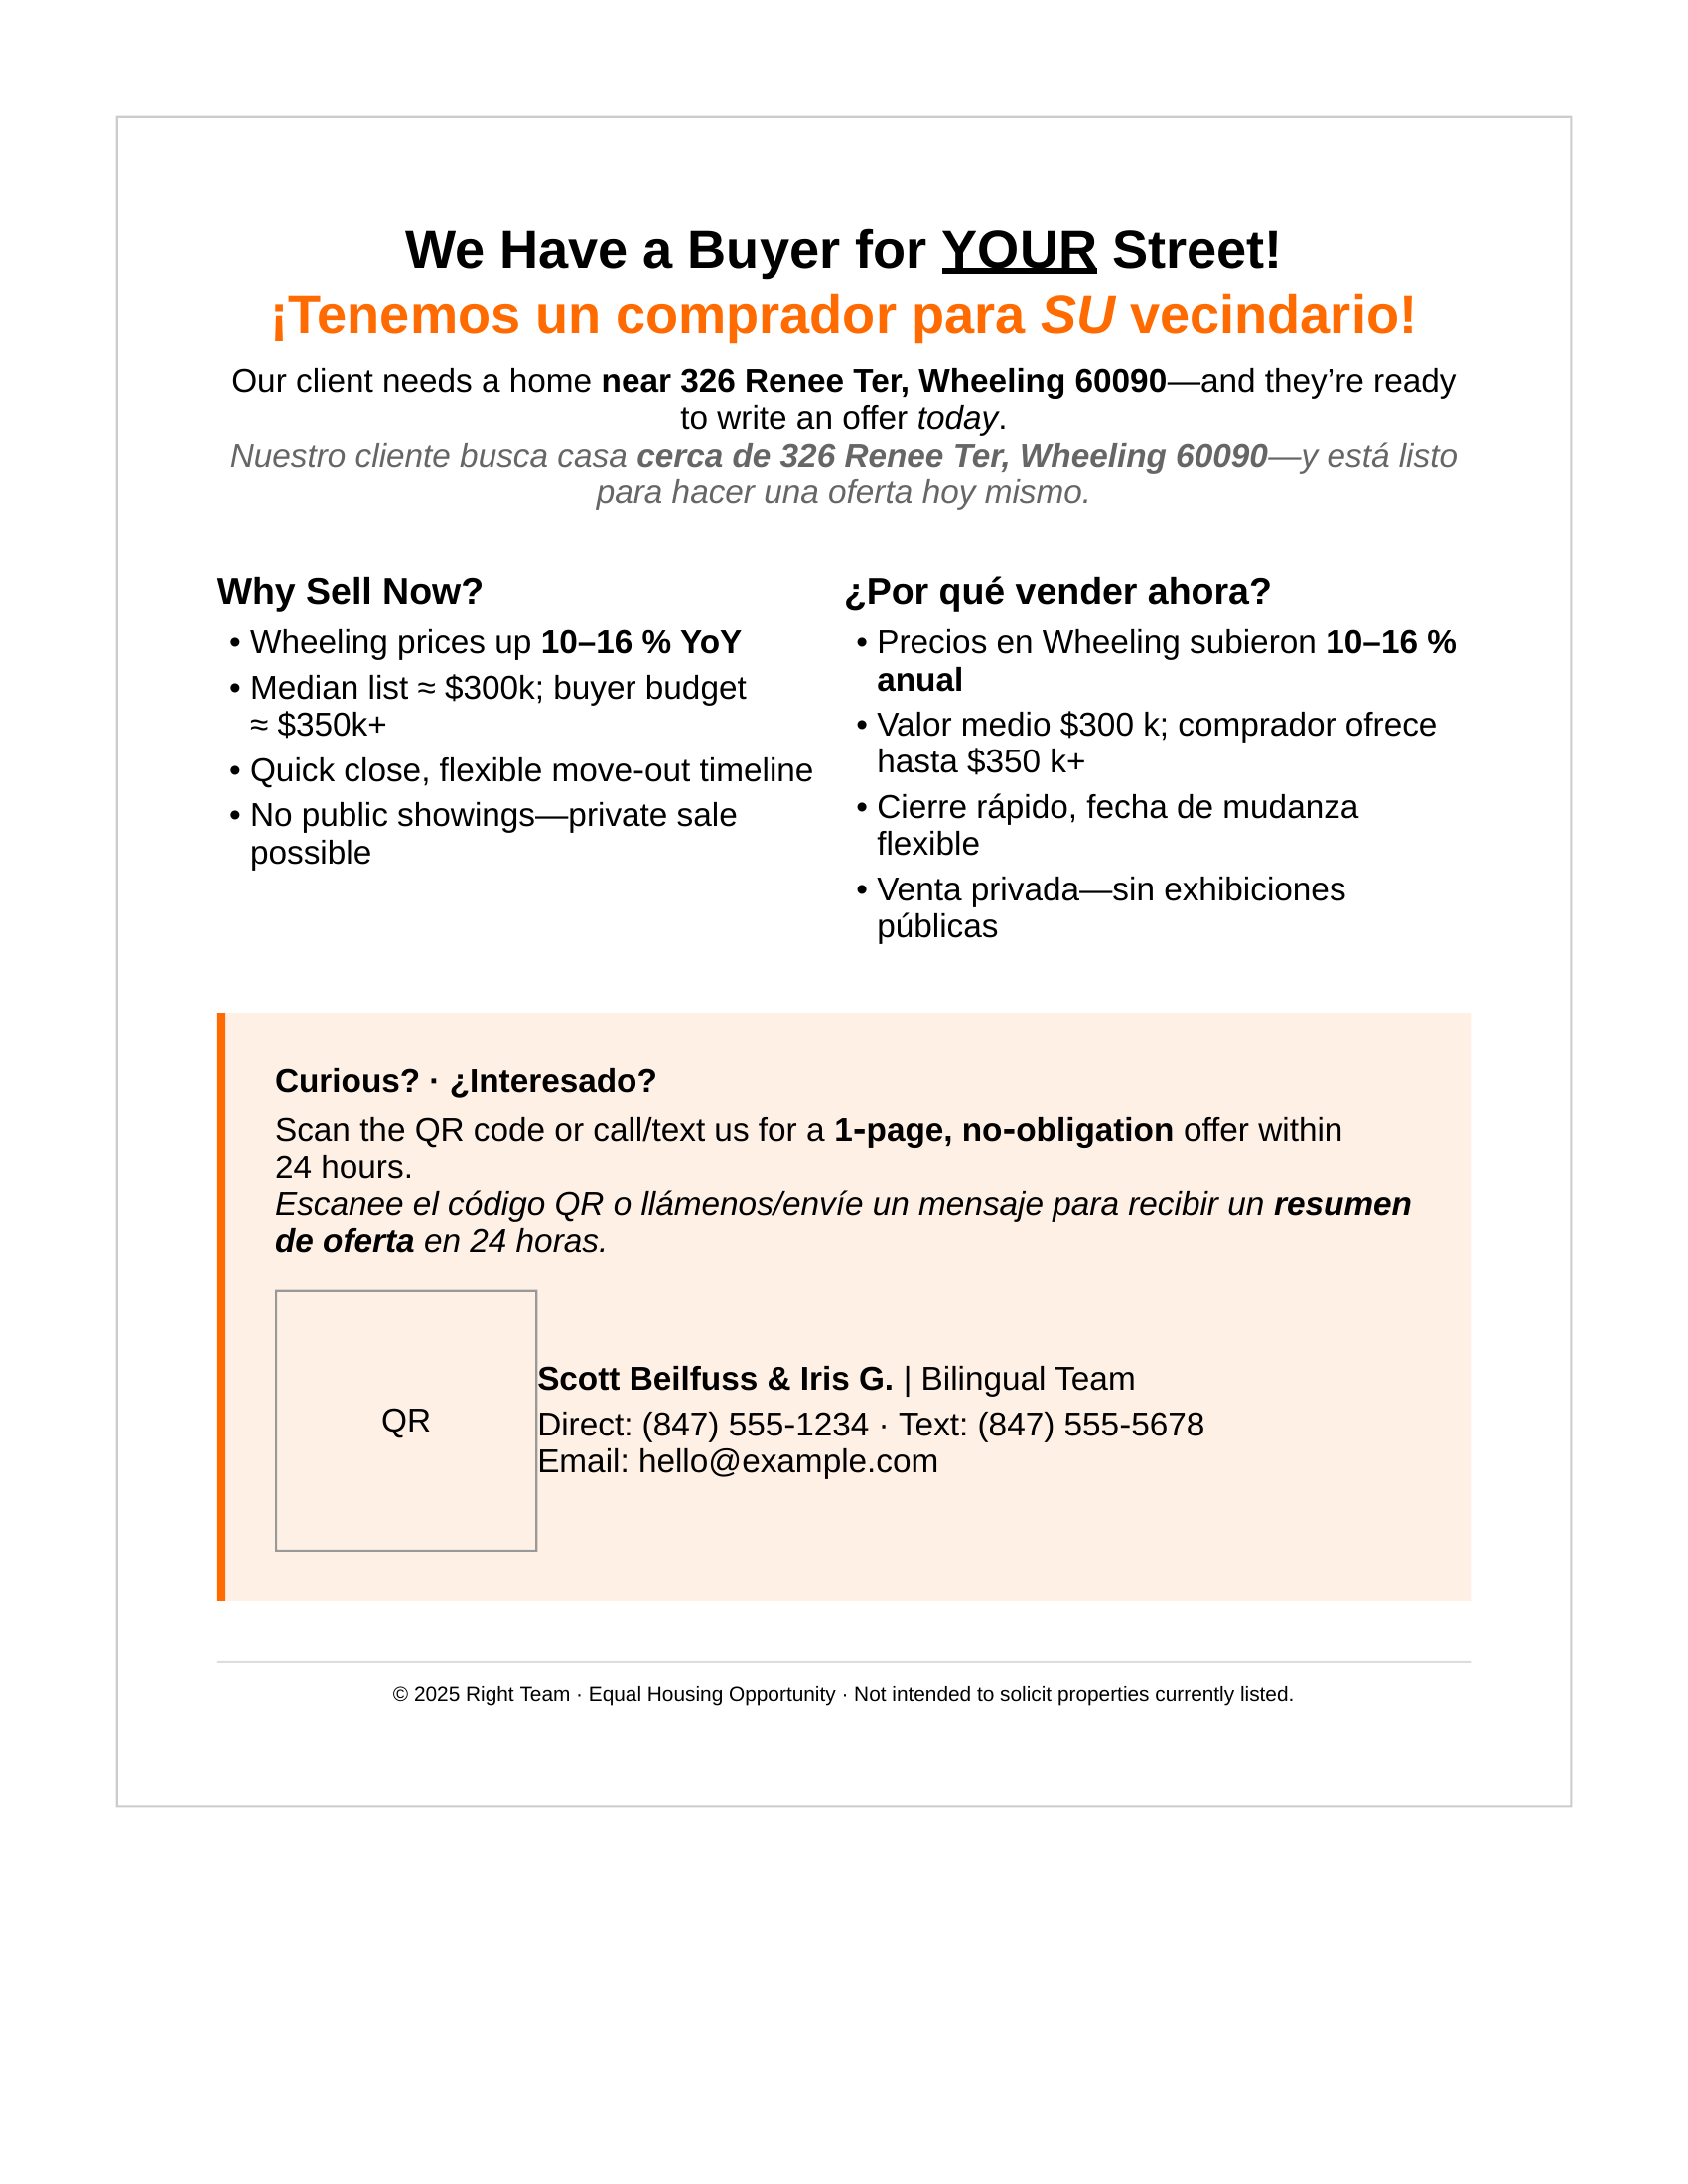 We Have a Buyer for YOUR Street!
¡Tenemos un comprador para SU vecindario!
Our client needs a home near 326 Renee Ter, Wheeling 60090—and they’re ready
to write an offer today.
Nuestro cliente busca casa cerca de 326 Renee Ter, Wheeling 60090—y está listo
para hacer una oferta hoy mismo.
Why Sell Now?
• Wheeling prices up 10–16 % YoY
• Median list ≈ $300k; buyer budget
≈ $350k+
• Quick close, flexible move-out timeline
• No public showings—private sale
possible
¿Por qué vender ahora?
• Precios en Wheeling subieron 10–16 %
anual
• Valor medio $300 k; comprador ofrece
hasta $350 k+
• Cierre rápido, fecha de mudanza
flexible
• Venta privada—sin exhibiciones
públicas
Curious? · ¿Interesado?
Scan the QR code or call/text us for a 1-page, no-obligation offer within
24 hours.
Escanee el código QR o llámenos/envíe un mensaje para recibir un resumen
de oferta en 24 horas.
QR
Scott Beilfuss & Iris G. | Bilingual Team
Direct: (847) 555-1234 · Text: (847) 555-5678
Email: hello@example.com
© 2025 Right Team · Equal Housing Opportunity · Not intended to solicit properties currently listed.